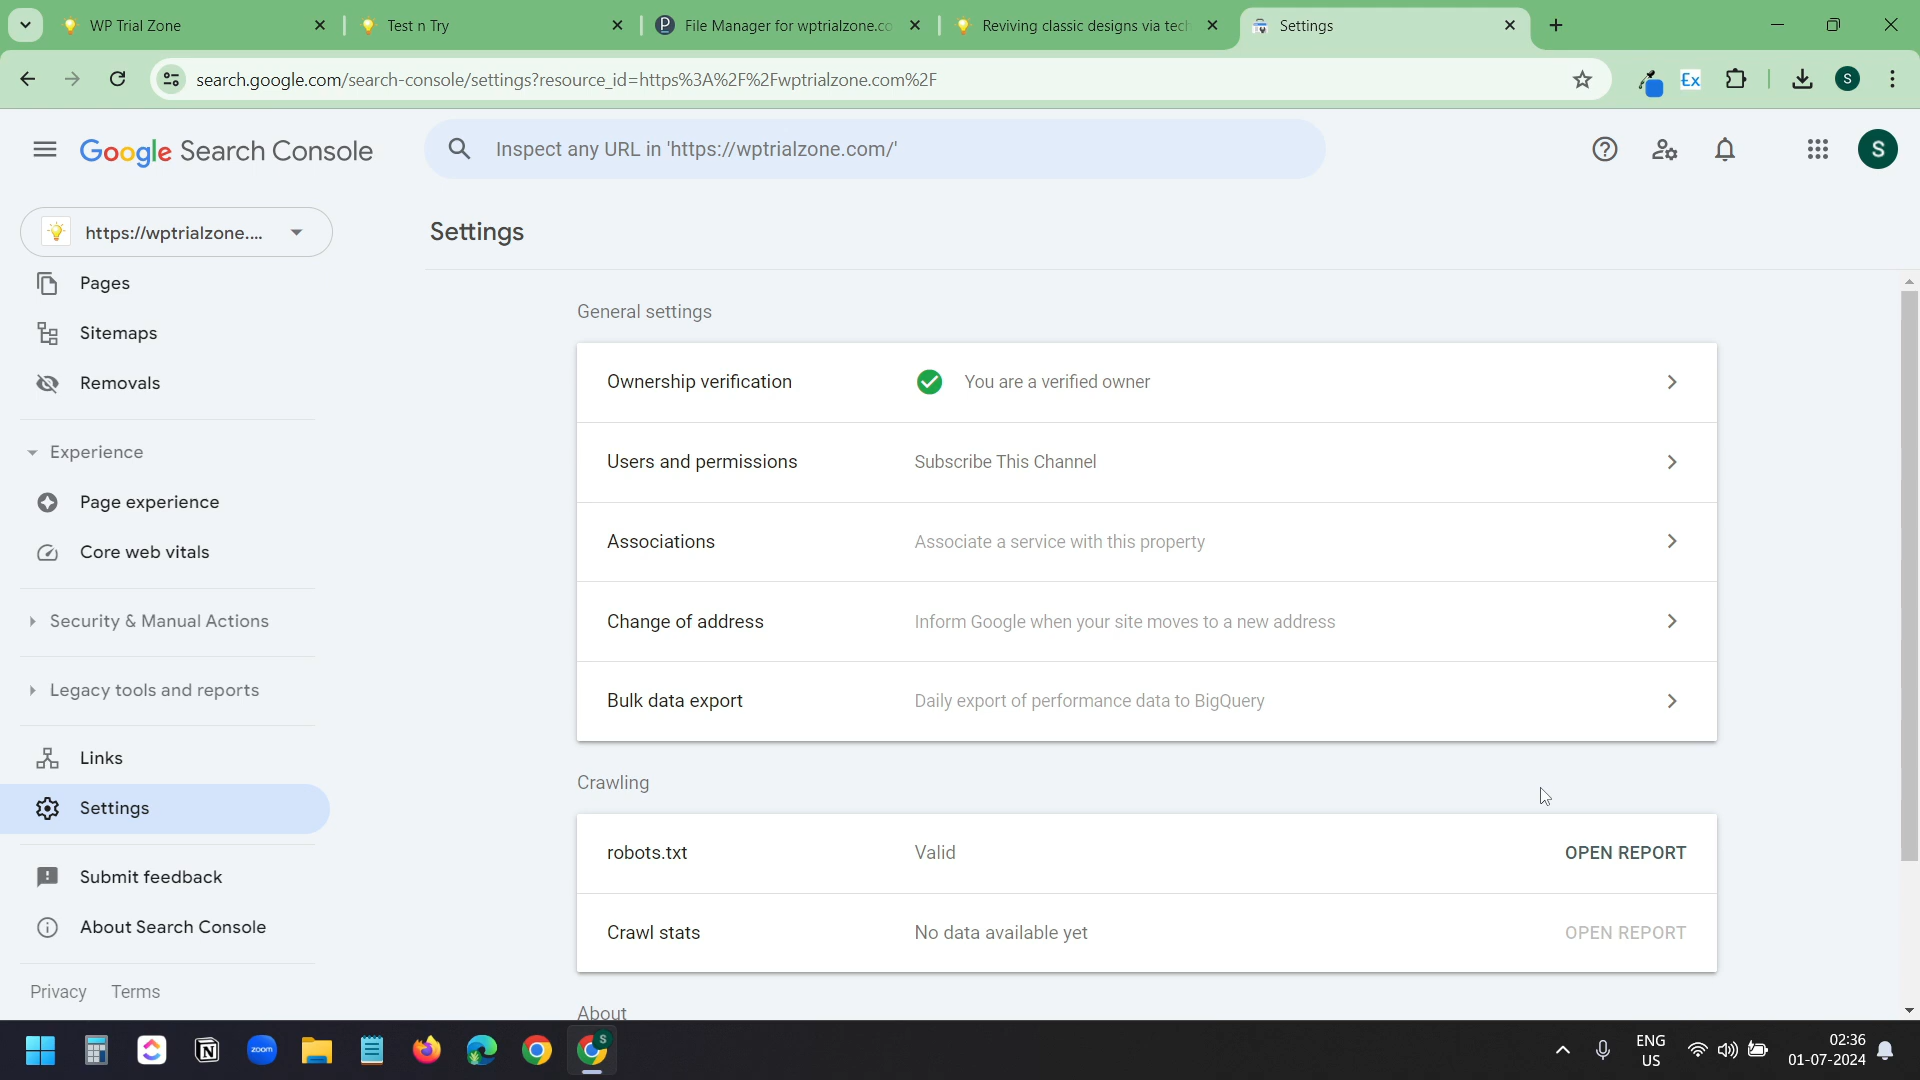 WP Trial Zone
Test n Try
File Manager for wptrialzone.co
Reviving classic designs via tech
Settings
search.google.com/search-console/settings?resource_id=https%3A%2F%2Fwptrialzone.com%2F
Ex
S
Google Search Console
Inspect any URL in 'https://wptrialzone.com/'
S
https://wptrialzone....
Settings
Pages
Sitemaps
Removals
Experience
Page experience
Core web vitals
Security & Manual Actions
Legacy tools and reports
Links
Settings
Submit feedback
About Search Console
Privacy Terms
General settings
Ownership verification You are a verified owner
Users and permissions Subscribe This Channel
Associations Associate a service with this property
Change of address Inform Google when your site moves to a new address
Bulk data export Daily export of performance data to BigQuery
Crawling
robots.txt Valid OPEN REPORT
Crawl stats No data available yet OPEN REPORT
About
zoom
S
ENG
US
02:36
01-07-2024